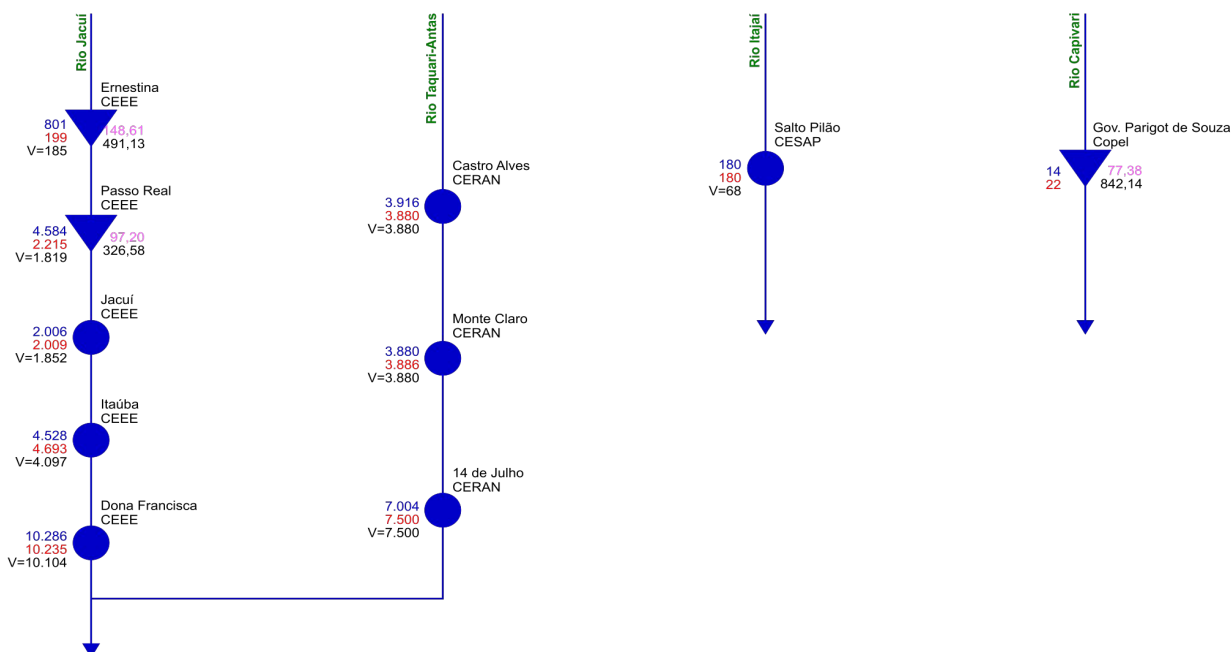 Rio Jacuí
Ernestina
CEEE
801
199
V=185
148,61
491,13
Passo Real
CEEE
4.584
2.215
V=1.819
97,20
326,58
Jacuí
CEEE
2.006
2.009
V=1.852
Itaúba
CEEE
4.528
4.693
V=4.097
Dona Francisca
CEEE
10.286
10.235
V=10.104
Rio Taquari-Antas
Castro Alves
CERAN
3.916
3.880
V=3.880
Monte Claro
CERAN
3.880
3.886
V=3.880
14 de Julho
CERAN
7.004
7.500
V=7.500
Rio Itajaí
Salto Pilão
CESAP
180
180
V=68
Rio Capivari
Gov. Parigot de Souza
Copel
14
22
77,38
842,14